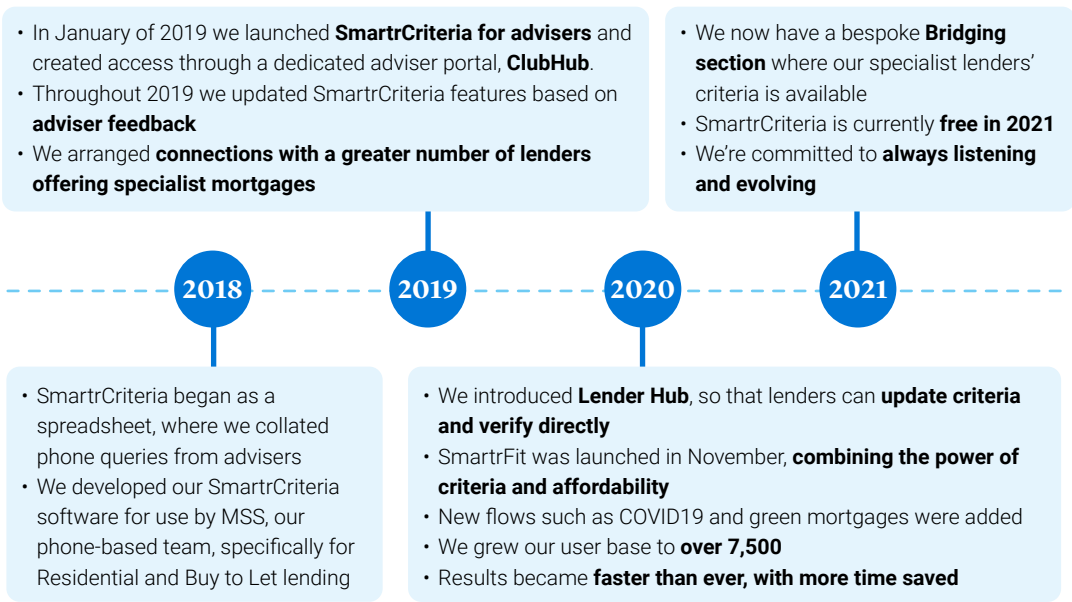 • In January of 2019 we launched SmartrCriteria for advisers and
created access through a dedicated adviser portal, ClubHub.
• Throughout 2019 we updated SmartrCriteria features based on
adviser feedback
• We arranged connections with a greater number of lenders
offering specialist mortgages
• We now have a bespoke Bridging
section where our specialist lenders’
criteria is available
• SmartrCriteria is currently free in 2021
• We’re committed to always listening
and evolving
2018
2019
2020
2021
• SmartrCriteria began as a
spreadsheet, where we collated
phone queries from advisers
• We developed our SmartrCriteria
software for use by MSS, our
phone-based team, specifically for
Residential and Buy to Let lending
• We introduced Lender Hub, so that lenders can update criteria
and verify directly
• SmartrFit was launched in November, combining the power of
criteria and affordability
• New flows such as COVID19 and green mortgages were added
• We grew our user base to over 7,500
• Results became faster than ever, with more time saved